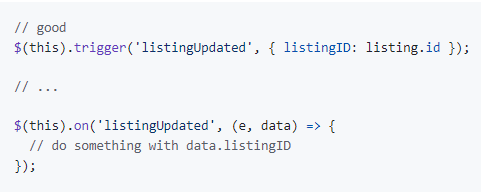 // good
$(this).trigger('listingUpdated', { listingID: listing.id });
// ...
$(this).on('listingUpdated', (e, data) => {
  // do something with data.listingID
});